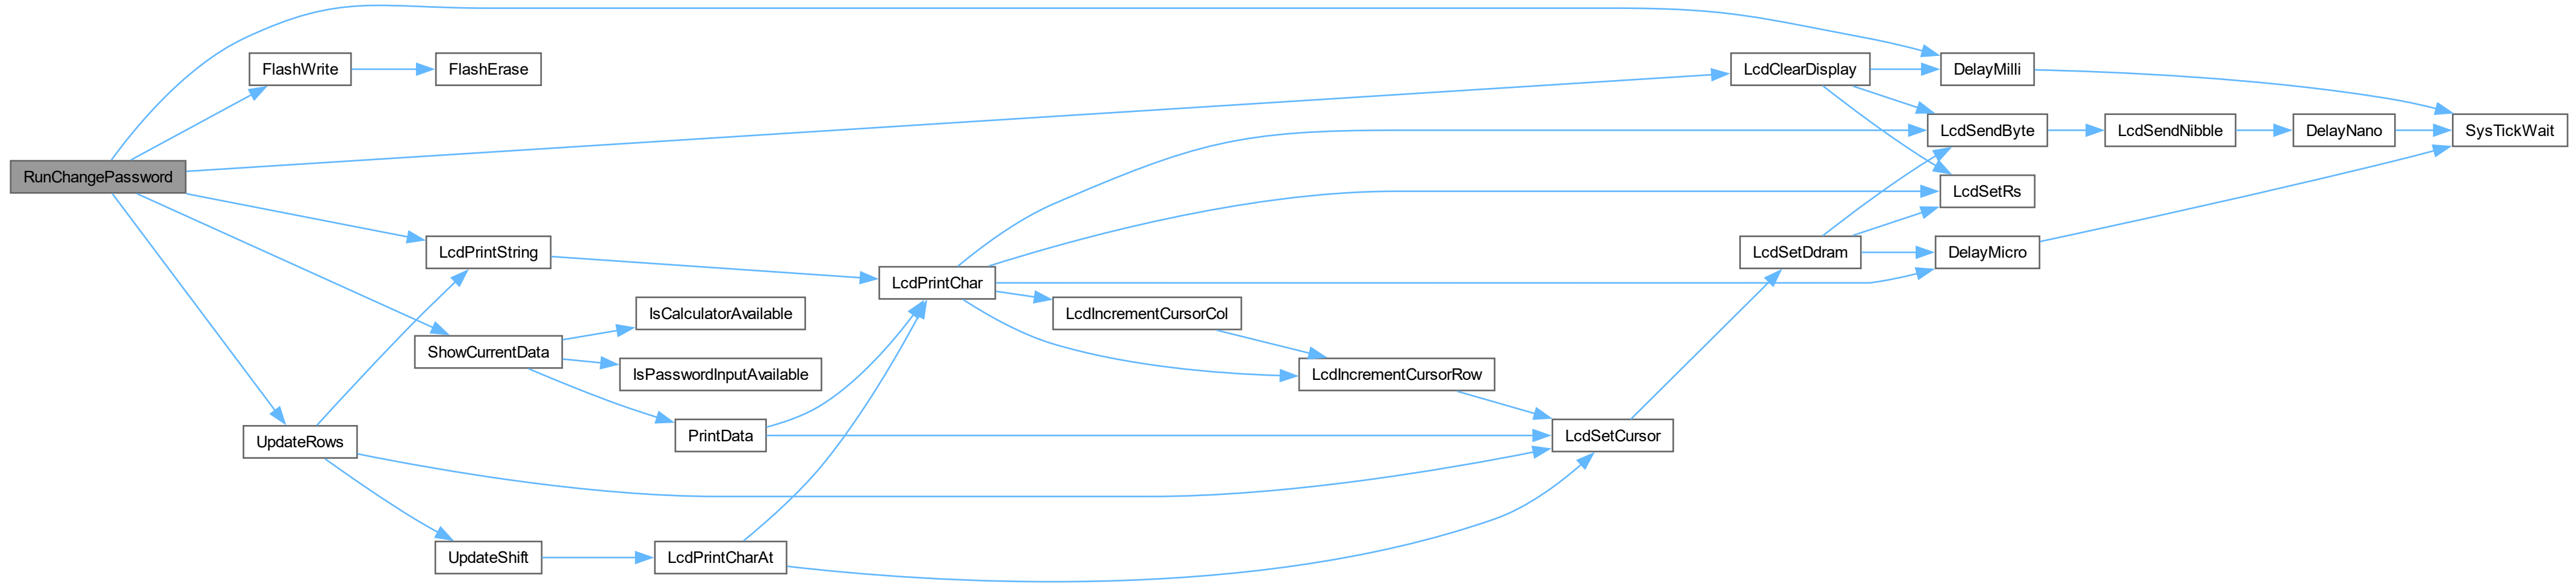 RunChangePassword
FlashWrite
FlashErase
LcdClearDisplay
DelayMilli
LcdSendByte
LcdSendNibble
DelayNano
SysTickWait
LcdSetRs
LcdPrintString
LcdSetDdram
DelayMicro
LcdPrintChar
IsCalculatorAvailable
LcdIncrementCursorCol
ShowCurrentData
IsPasswordInputAvailable
LcdIncrementCursorRow
UpdateRows
PrintData
LcdSetCursor
UpdateShift
LcdPrintCharAt